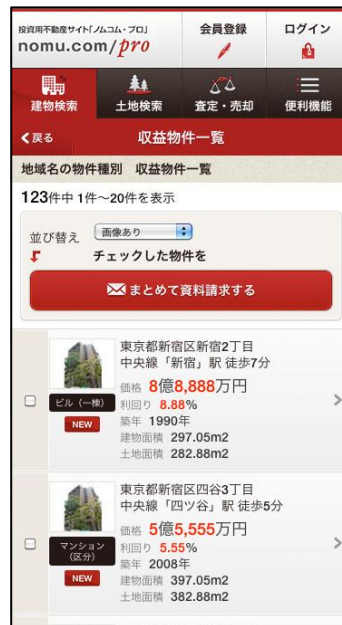 投資用不動産サイト「ノムコム・プロ」
nomu.com/pro
会員登録
ログイン
建物検索
土地検索
査定・売却
便利機能
戻る
収益物件一覧
地域名の物件種別 収益物件一覧
123件中 1件～20件を表示
並び替え
画像あり
チェックした物件を
まとめて資料請求する
東京都新宿区新宿2丁目
中央線「新宿」駅 徒歩7分
価格 8億8,888万円
ビル（一棟）
利回り 8.88%
NEW
築年 1990年
建物面積 297.05m2
土地面積 282.88m2
東京都新宿区四谷3丁目
中央線「四ツ谷」駅 徒歩5分
価格 5億5,555万円
マンション
（区分）
利回り 5.55%
NEW
築年 2008年
建物面積 397.05m2
土地面積 382.88m2